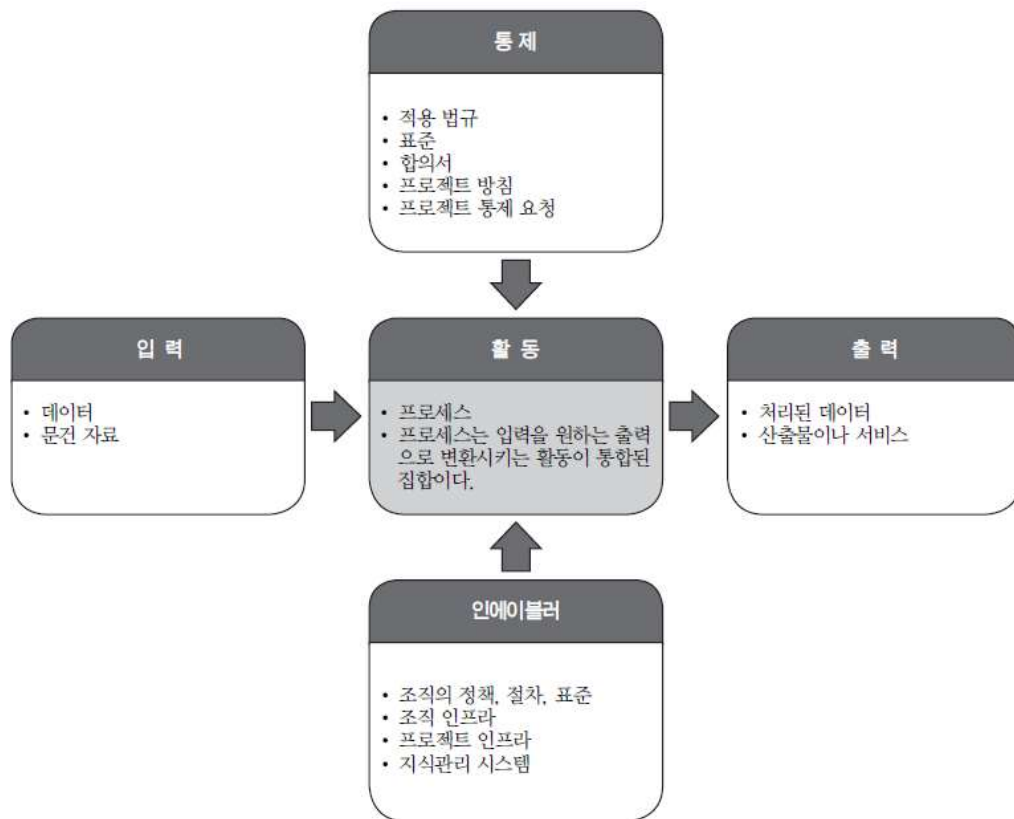 통 제
• 적용 법규
• 표준
• 합의서
• 프로젝트 방침
• 프로젝트 통제 요청
입 력
• 데이터
• 문건 자료
활 동
• 프로세스
• 프로세스는 입력을 원하는 출력
으로 변환시키는 활동이 통합된
집합이다.
출 력
• 처리된 데이터
• 산출물이나 서비스
인에이블러
• 조직의 정책, 절차, 표준
• 조직 인프라
• 프로젝트 인프라
• 지식관리 시스템